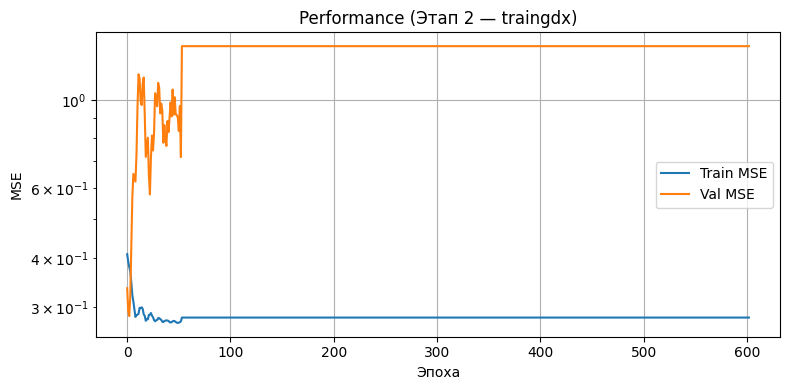 Performance (Этап 2 — traingdx)
MSE
10⁰
6 × 10⁻¹
4 × 10⁻¹
3 × 10⁻¹
Train MSE
Val MSE
0 100 200 300 400 500 600
Эпоха